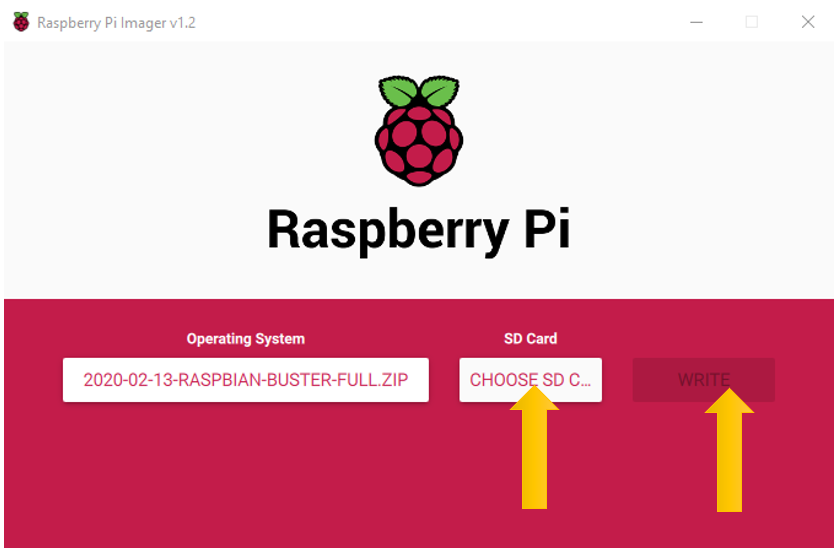 Raspberry Pi Imager v1.2
Raspberry Pi
Operating System
SD Card
2020-02-13-RASPBIAN-BUSTER-FULL.ZIP
CHOOSE SD C...
WRITE